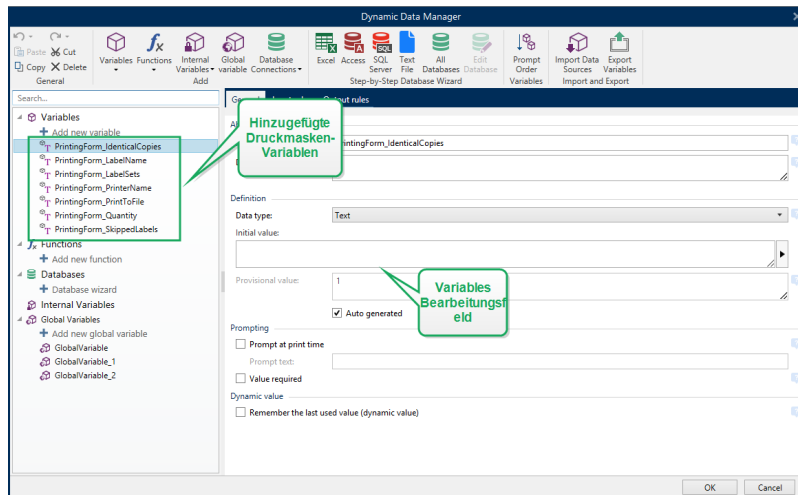 Dynamic Data Manager
Paste Cut
Copy Delete
General
Variables Functions Internal Variables Global variable Database Connections
Add
Excel Access SQL Server Text File All Databases Edit Database
Step-by-Step Database Wizard
Prompt Order
Variables
Import Data Sources Export Variables
Import and Export
Search...
Variables
Add new variable
PrintingForm_IdenticalCopies
PrintingForm_LabelName
PrintingForm_LabelSets
PrintingForm_PrinterName
PrintingForm_PrintToFile
PrintingForm_Quantity
PrintingForm_SkippedLabels
Functions
Add new function
Databases
Database wizard
Internal Variables
Global Variables
Add new global variable
GlobalVariable
GlobalVariable_1
GlobalVariable_2
Hinzugefügte
Druckmasken-
Variablen
rules
PrintingForm_IdenticalCopies
Definition
Data type: Text
Initial value:
Provisional value: 1
Auto generated
Variables
Bearbeitungsf
eld
Prompting
Prompt at print time
Prompt text:
Value required
Dynamic value
Remember the last used value (dynamic value)
OK Cancel